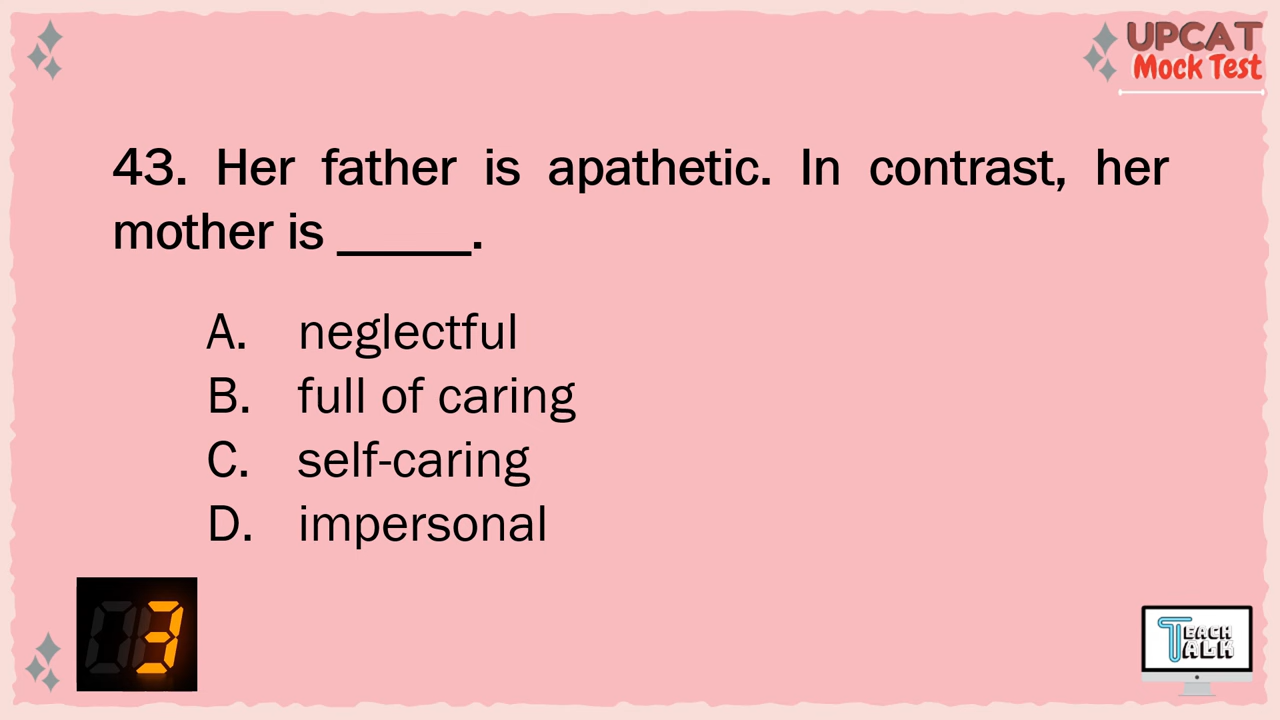 UPCAT
Mock Test
43. Her father is apathetic. In contrast, her
mother is _____.
A. neglectful
B. full of caring
C. self-caring
D. impersonal
3
TEACH
TALK